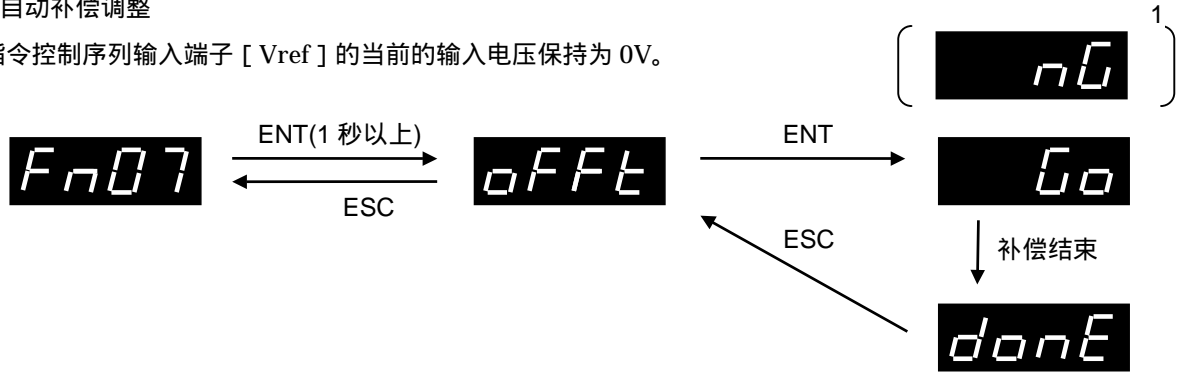 自动补偿调整
1
指令控制序列输入端子［Vref］的当前的输入电压保持为 0V。
nG
ENT(1 秒以上)
ENT
Fn07
oFFt
Go
ESC
ESC
补偿结束
donE